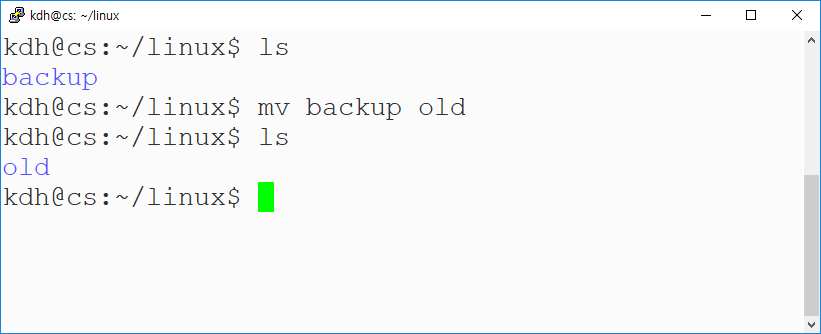 kdh@cs: ~/linux
kdh@cs:~/linux$ ls
backup
kdh@cs:~/linux$ mv backup old
kdh@cs:~/linux$ ls
old
kdh@cs:~/linux$